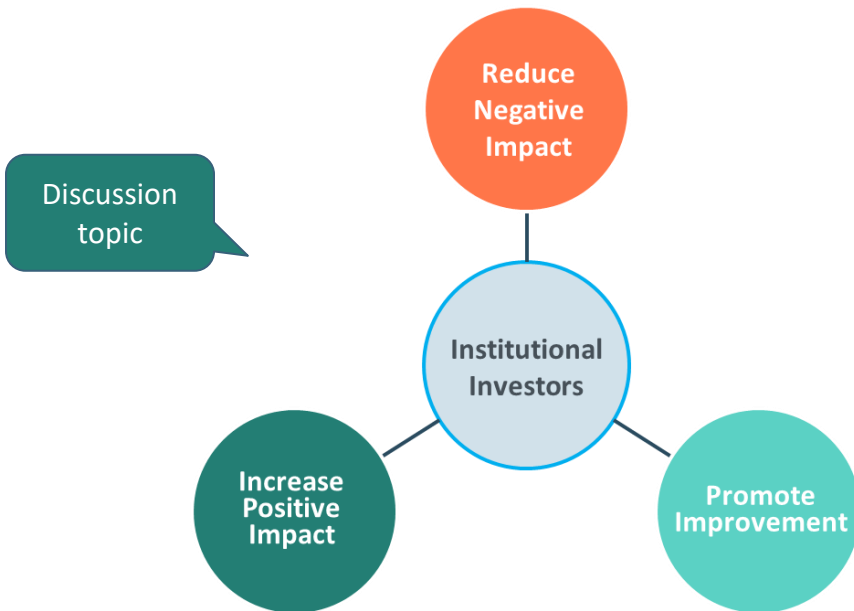 Reduce
Negative
Impact
Discussion
topic
Institutional
Investors
Increase
Positive
Impact
Promote
Improvement